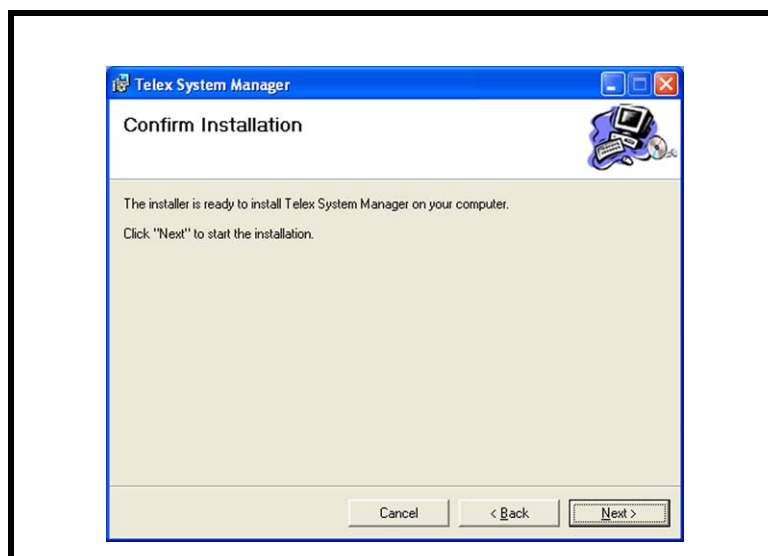 Telex System Manager
Confirm Installation
The installer is ready to install Telex System Manager on your computer.
Click "Next" to start the installation.
Cancel
< Back
Next >